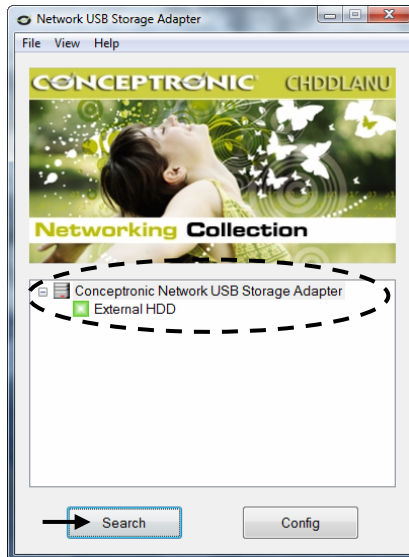 Network USB Storage Adapter
File View Help
CONCEPTRONIC CHDDLANU
Networking Collection
Conceptronic Network USB Storage Adapter
External HDD
Search Config